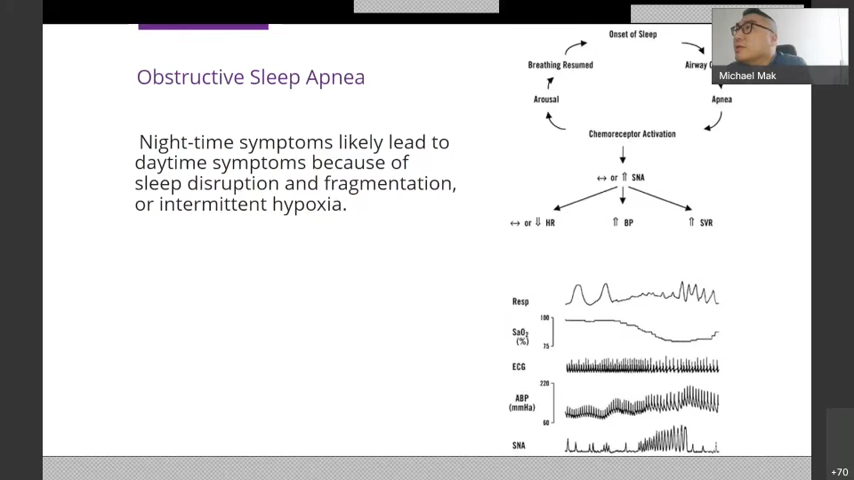 Obstructive Sleep Apnea
Night-time symptoms likely lead to
daytime symptoms because of
sleep disruption and fragmentation,
or intermittent hypoxia.
Onset of Sleep
Breathing Resumed
Airway
Arousal
Apnea
Chemoreceptor Activation
↔ or ⇑ SNA
↔ or ⇓ HR
⇑ BP
⇑ SVR
Resp
100
SaO₂
(%)
75
ECG
220
ABP
(mmHa)
60
SNA
Michael Mak
+70